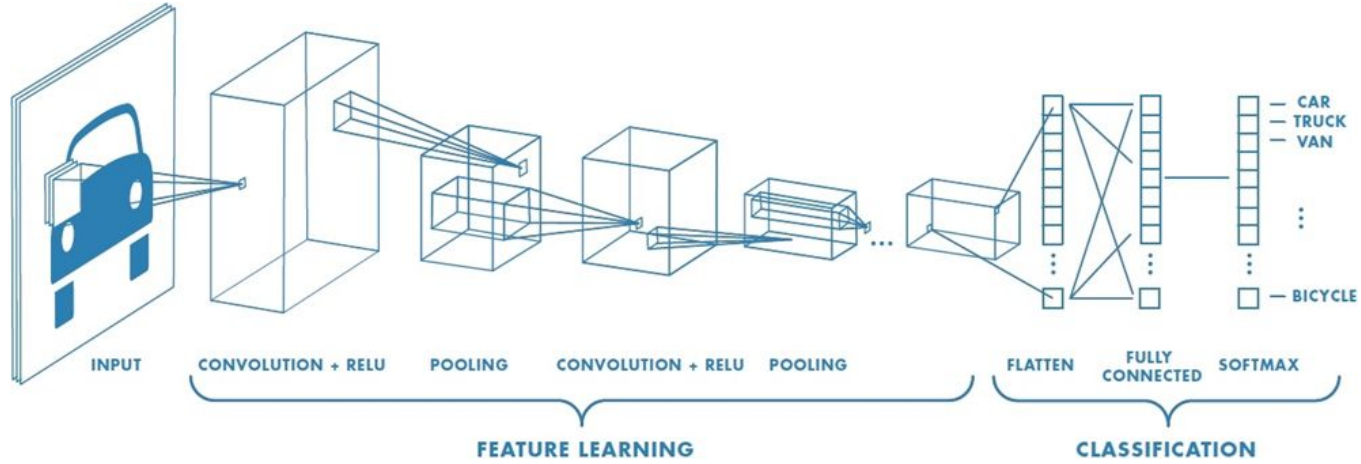 CAR
TRUCK
VAN
BICYCLE
INPUT
CONVOLUTION + RELU
POOLING
CONVOLUTION + RELU
POOLING
FLATTEN
FULLY
CONNECTED
SOFTMAX
FEATURE LEARNING
CLASSIFICATION